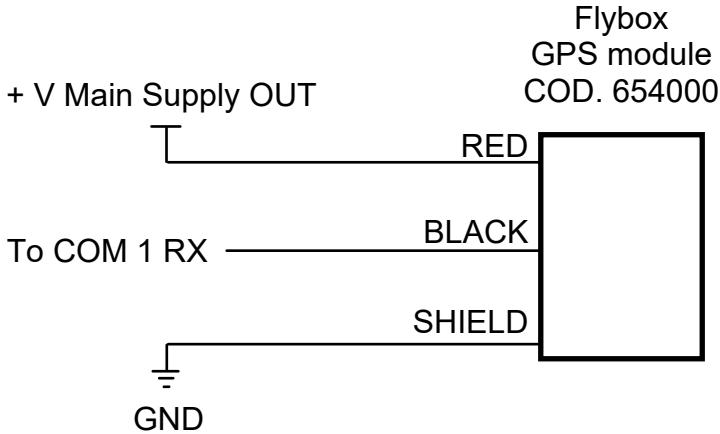 Flybox
GPS module
COD. 654000
+ V Main Supply OUT
RED
To COM 1 RX
BLACK
SHIELD
GND